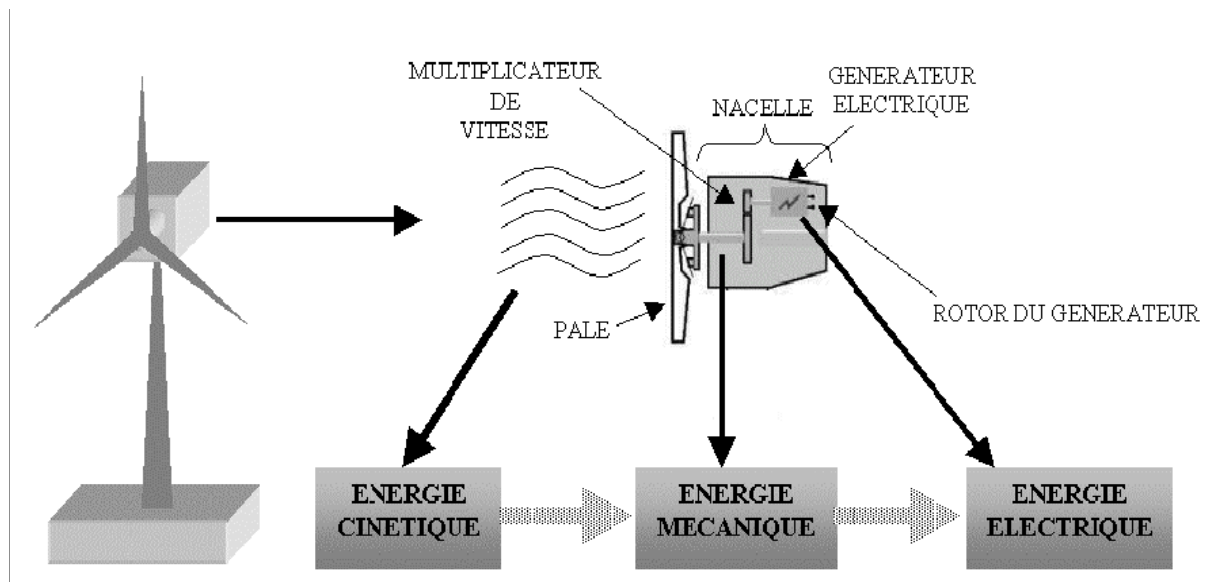 MULTIPLICATEUR
DE
VITESSE
GENERATEUR
ELECTRIQUE
NACELLE
PALE
ROTOR DU GENERATEUR
ENERGIE
CINETIQUE
ENERGIE
MECANIQUE
ENERGIE
ELECTRIQUE